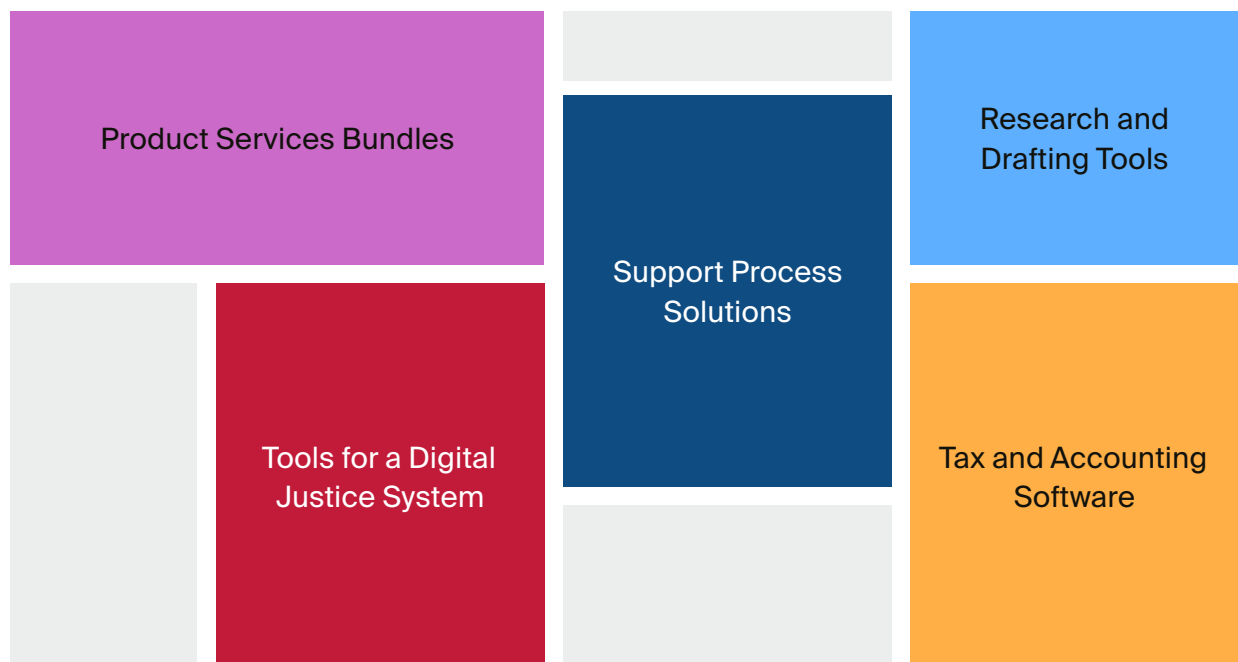 Product Services Bundles
Support Process
Solutions
Research and
Drafting Tools
Tools for a Digital
Justice System
Tax and Accounting
Software